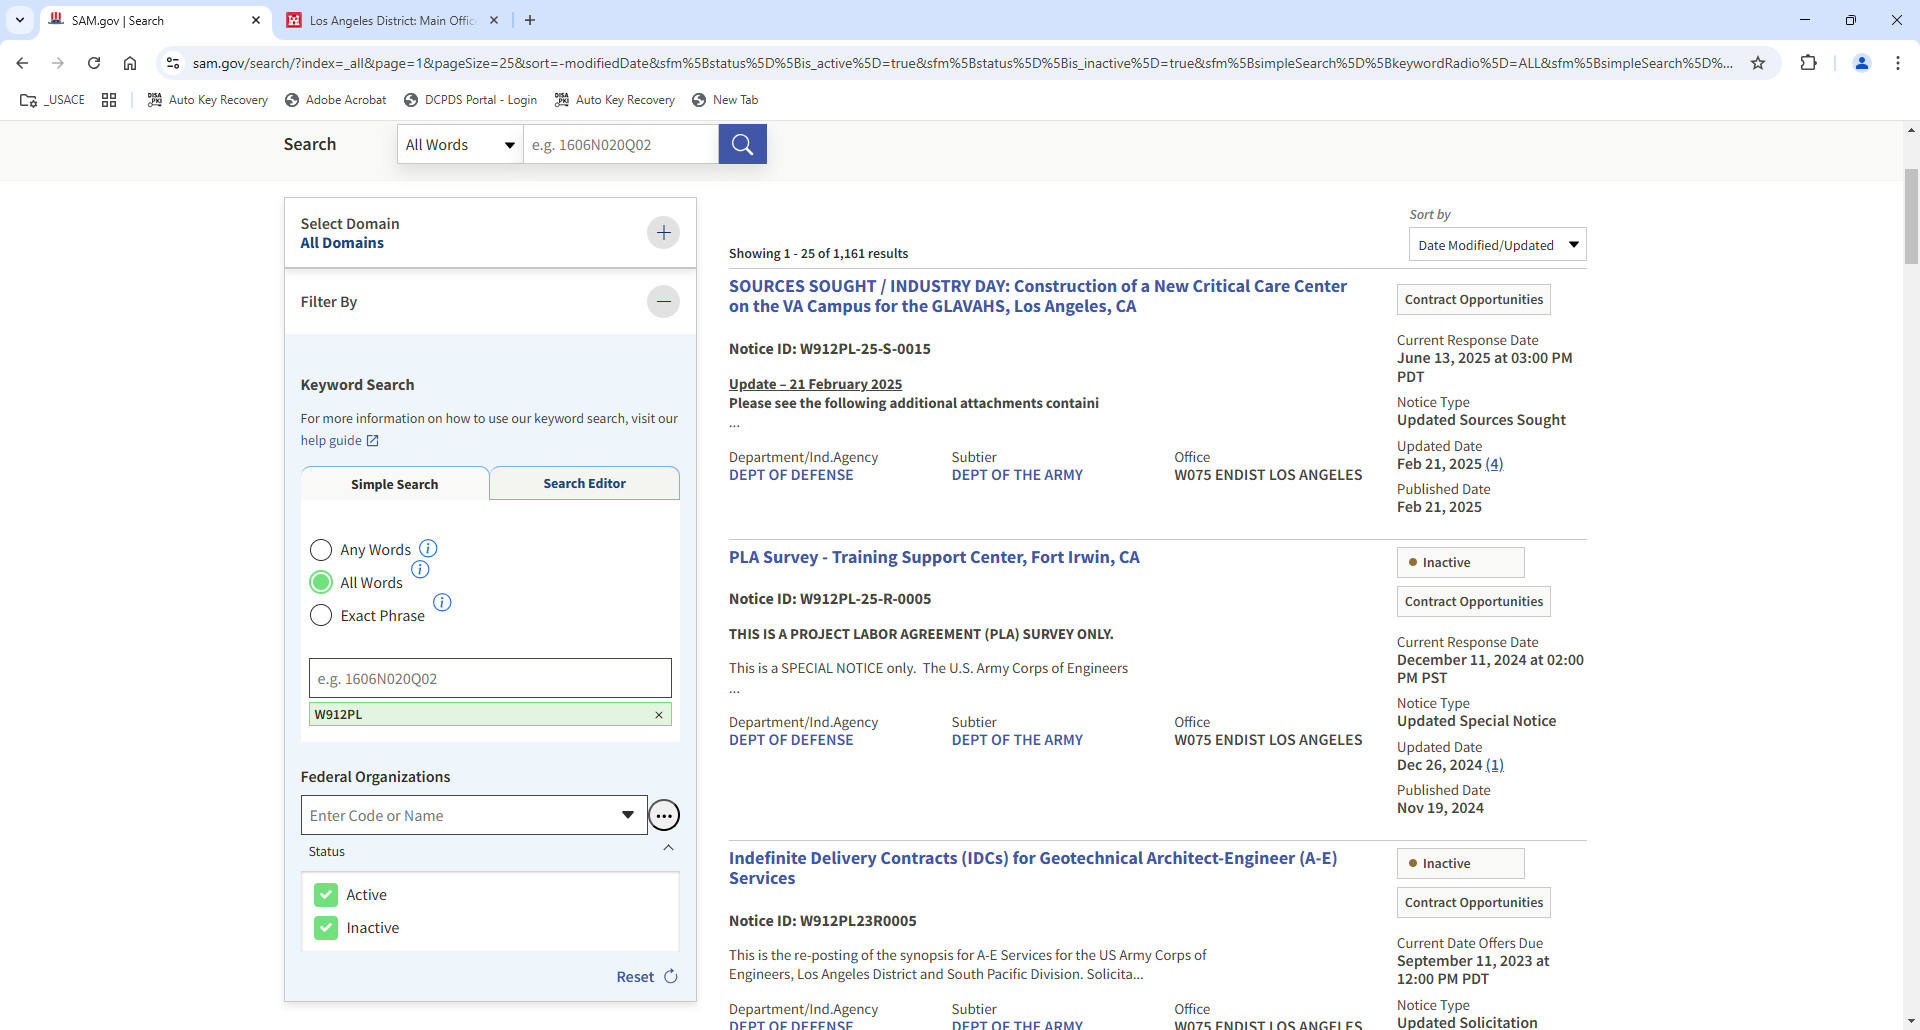 SAM.gov | Search
Los Angeles District: Main Offic
sam.gov/search/?index=_all&page=1&pageSize=25&sort=-modifiedDate&sfm%5Bstatus%5D%5Bis_active%5D=true&sfm%5Bstatus%5D%5Bis_inactive%5D=true&sfm%5BsimpleSearch%5D%5BkeywordRadio%5D=ALL&sfm%5BsimpleSearch%5D%...
_USACE
DISA PKI Auto Key Recovery
Adobe Acrobat
DCPDS Portal - Login
DISA PKI Auto Key Recovery
New Tab
Search
All Words
e.g. 1606N020Q02
Select Domain
All Domains
Filter By
Keyword Search
For more information on how to use our keyword search, visit our
help guide
Simple Search
Search Editor
Any Words
All Words
Exact Phrase
e.g. 1606N020Q02
W912PL
Federal Organizations
Enter Code or Name
Status
Active
Inactive
Reset
Sort by
Date Modified/Updated
Showing 1 - 25 of 1,161 results
SOURCES SOUGHT / INDUSTRY DAY: Construction of a New Critical Care Center
on the VA Campus for the GLAVAHS, Los Angeles, CA
Notice ID: W912PL-25-S-0015
Update – 21 February 2025
Please see the following additional attachments containi
...
Department/Ind.Agency
DEPT OF DEFENSE
Subtier
DEPT OF THE ARMY
Office
W075 ENDIST LOS ANGELES
Contract Opportunities
Current Response Date
June 13, 2025 at 03:00 PM
PDT
Notice Type
Updated Sources Sought
Updated Date
Feb 21, 2025 (4)
Published Date
Feb 21, 2025
PLA Survey - Training Support Center, Fort Irwin, CA
Notice ID: W912PL-25-R-0005
THIS IS A PROJECT LABOR AGREEMENT (PLA) SURVEY ONLY.
This is a SPECIAL NOTICE only.  The U.S. Army Corps of Engineers
...
Department/Ind.Agency
DEPT OF DEFENSE
Subtier
DEPT OF THE ARMY
Office
W075 ENDIST LOS ANGELES
Inactive
Contract Opportunities
Current Response Date
December 11, 2024 at 02:00
PM PST
Notice Type
Updated Special Notice
Updated Date
Dec 26, 2024 (1)
Published Date
Nov 19, 2024
Indefinite Delivery Contracts (IDCs) for Geotechnical Architect-Engineer (A-E)
Services
Notice ID: W912PL23R0005
This is the re-posting of the synopsis for A-E Services for the US Army Corps of
Engineers, Los Angeles District and South Pacific Division. Solicita...
Department/Ind.Agency
DEPT OF DEFENSE
Subtier
DEPT OF THE ARMY
Office
W075 ENDIST LOS ANGELES
Inactive
Contract Opportunities
Current Date Offers Due
September 11, 2023 at
12:00 PM PDT
Notice Type
Updated Solicitation